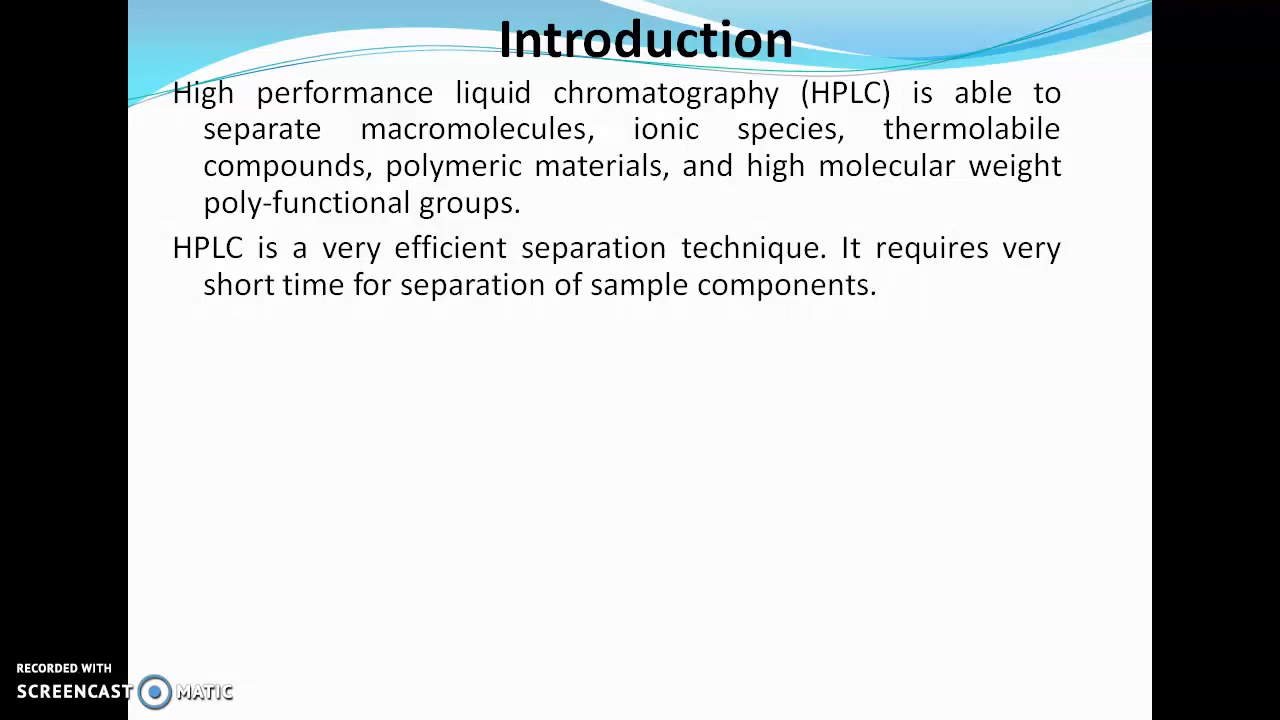 Introduction
High performance liquid chromatography (HPLC) is able to
separate macromolecules, ionic species, thermolabile
compounds, polymeric materials, and high molecular weight
poly-functional groups.
HPLC is a very efficient separation technique. It requires very
short time for separation of sample components.
RECORDED WITH
SCREENCAST MATIC